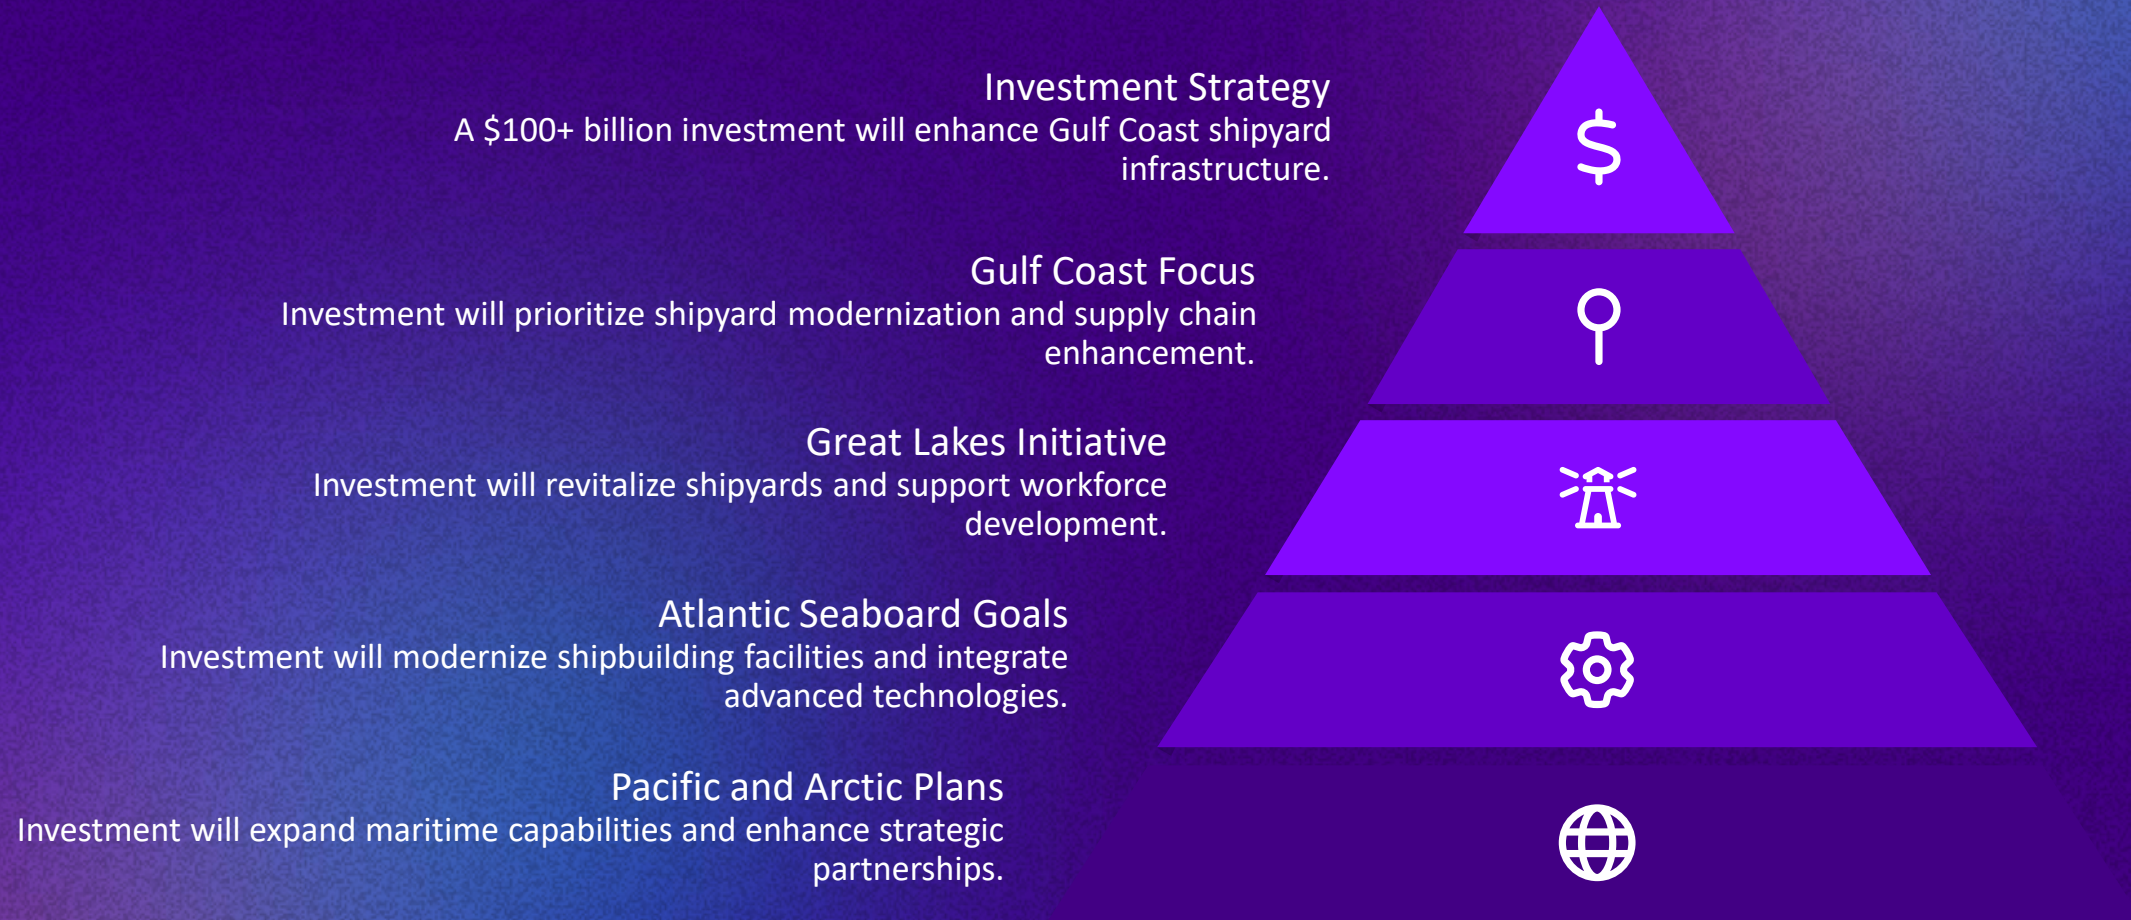 Investment Strategy
A $100+ billion investment will enhance Gulf Coast shipyard
infrastructure.
Gulf Coast Focus
Investment will prioritize shipyard modernization and supply chain
enhancement.
Great Lakes Initiative
Investment will revitalize shipyards and support workforce
development.
Atlantic Seaboard Goals
Investment will modernize shipbuilding facilities and integrate
advanced technologies.
Pacific and Arctic Plans
Investment will expand maritime capabilities and enhance strategic
partnerships.